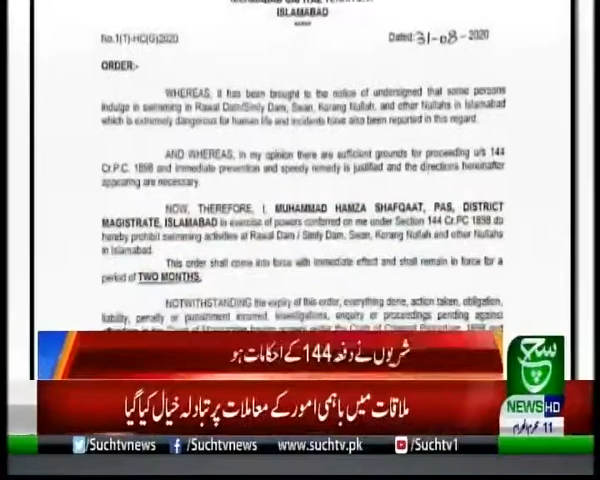 ISLAMABAD
No.1(1)-HC(G)2020
Dated: 31-08-2020
ORDER:-
WHEREAS, it has been brought to the notice of undersigned that some persons
indulge in swimming in Rawal Dam/Simly Dam, Swan, Korang Nullah, and other Nullahs in Islamabad
which is extremely dangerous for human life and incidents have also been reported in this regard.
AND WHEREAS, in my opinion there are sufficient grounds for proceeding u/s 144
Cr.P.C. 1898 and immediate prevention and speedy remedy is justified and the directions hereinafter
appearing are necessary.
NOW, THEREFORE, I, MUHAMMAD HAMZA SHAFQAAT, PAS, DISTRICT
MAGISTRATE, ISLAMABAD in exercise of powers conferred on me under Section 144 Cr.PC 1898 do
hereby prohibit swimming activities at Rawal Dam / Simly Dam, Swan, Korang Nullah and other Nullahs
in Islamabad.
This order shall come into force with immediate effect and shall remain in force for a
period of TWO MONTHS.
NOTWITHSTANDING the expiry of this order, everything done, action taken, obligation,
liability, penalty or punishment incurred, investigations, enquiry or proceedings pending against
شہریوں نے دفعہ 144 کے احکامات ہو
ملاقات میں باہمی امور کے معاملات پر تبادلہ خیال کیا گیا
سچ
NEWS HD
11 محرم الحرام
/Suchtvnews /Suchtvnews www.suchtv.pk /Suchtv1